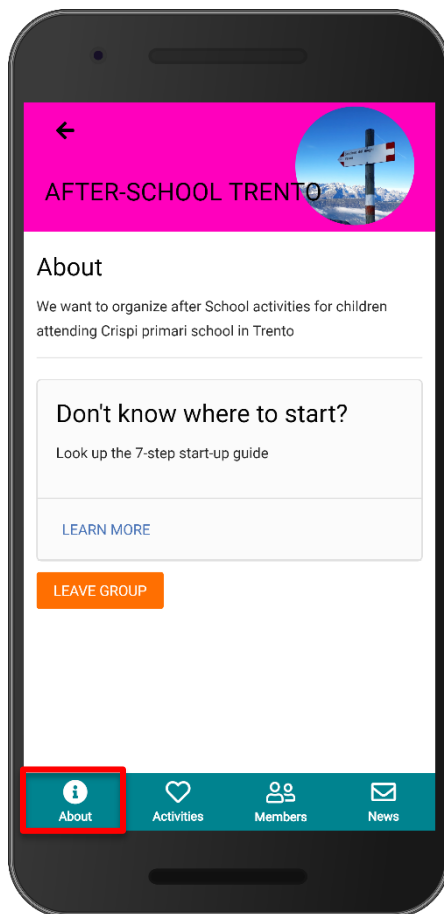 AFTER-SCHOOL TRENTO
About
We want to organize after School activities for children
attending Crispi primari school in Trento
Don't know where to start?
Look up the 7-step start-up guide
LEARN MORE
LEAVE GROUP
About
Activities
Members
News